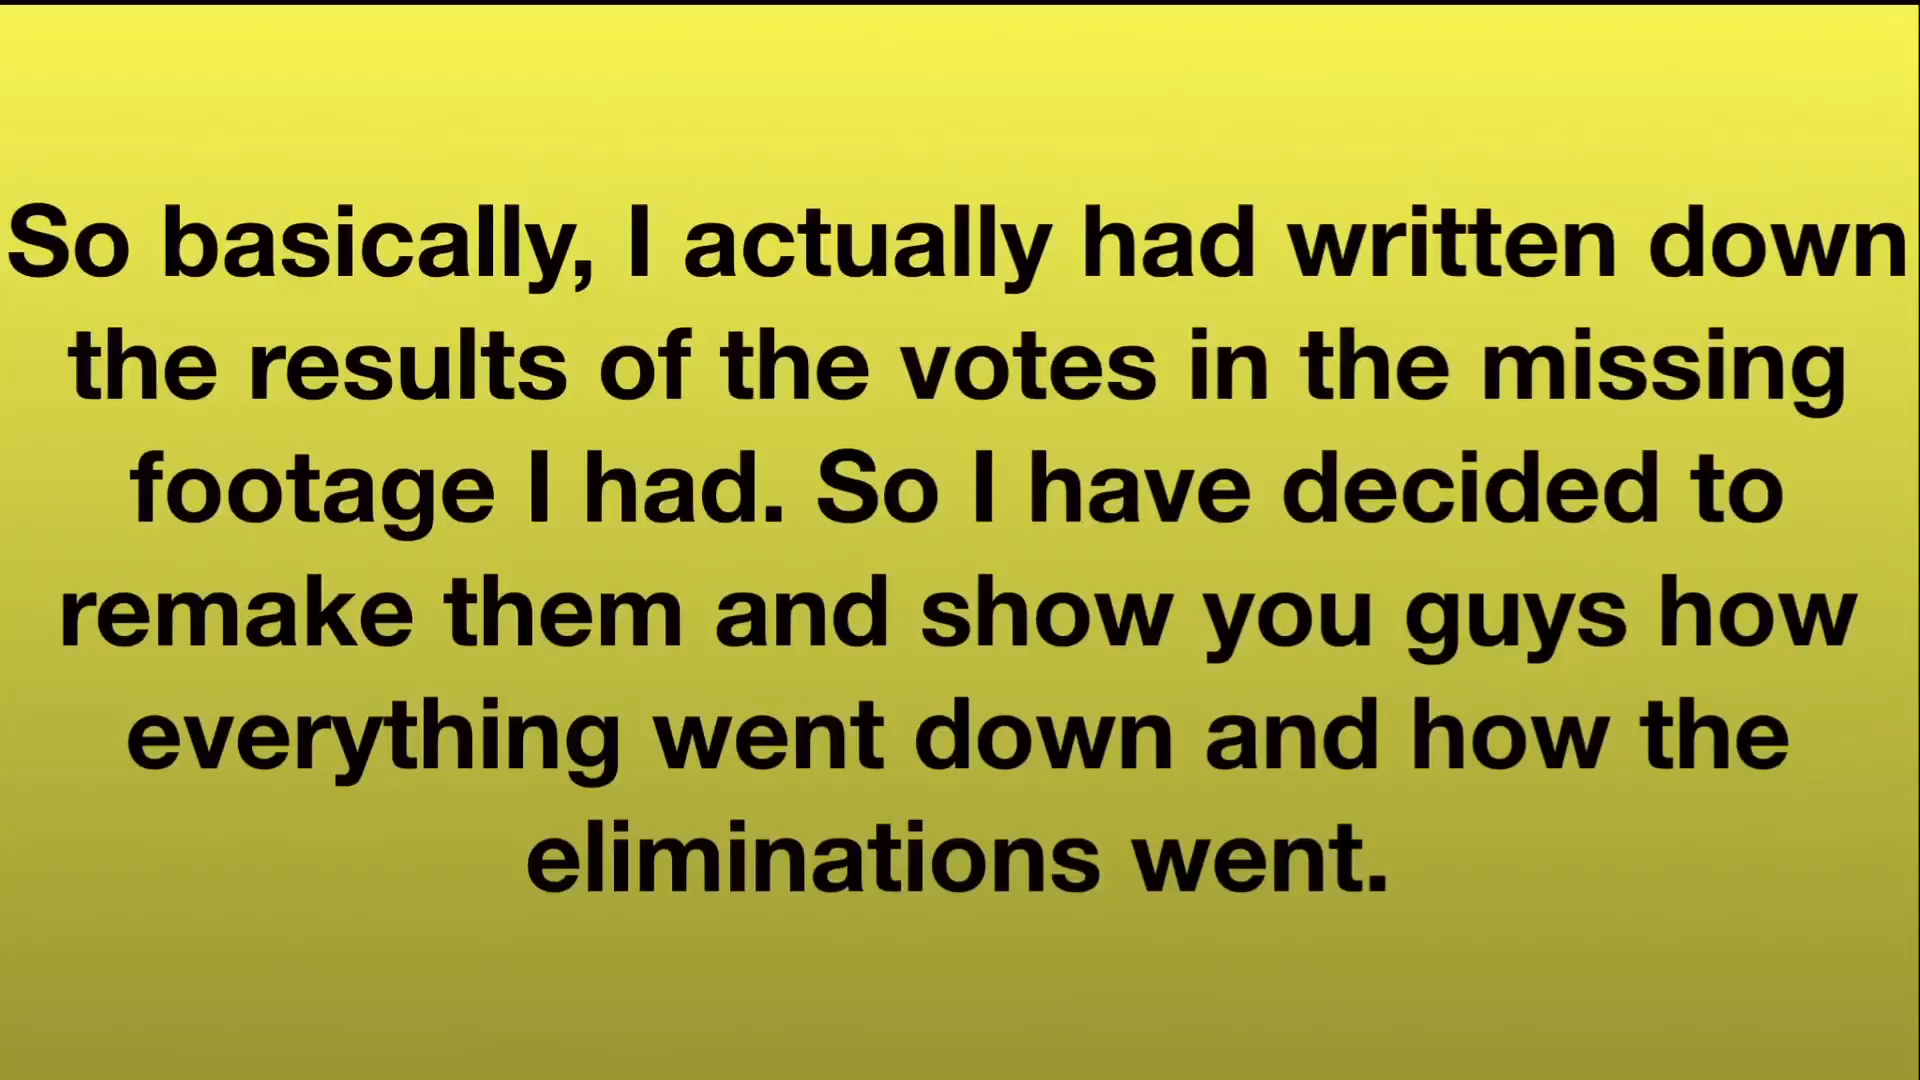 So basically, I actually had written down
the results of the votes in the missing
footage I had. So I have decided to
remake them and show you guys how
everything went down and how the
eliminations went.